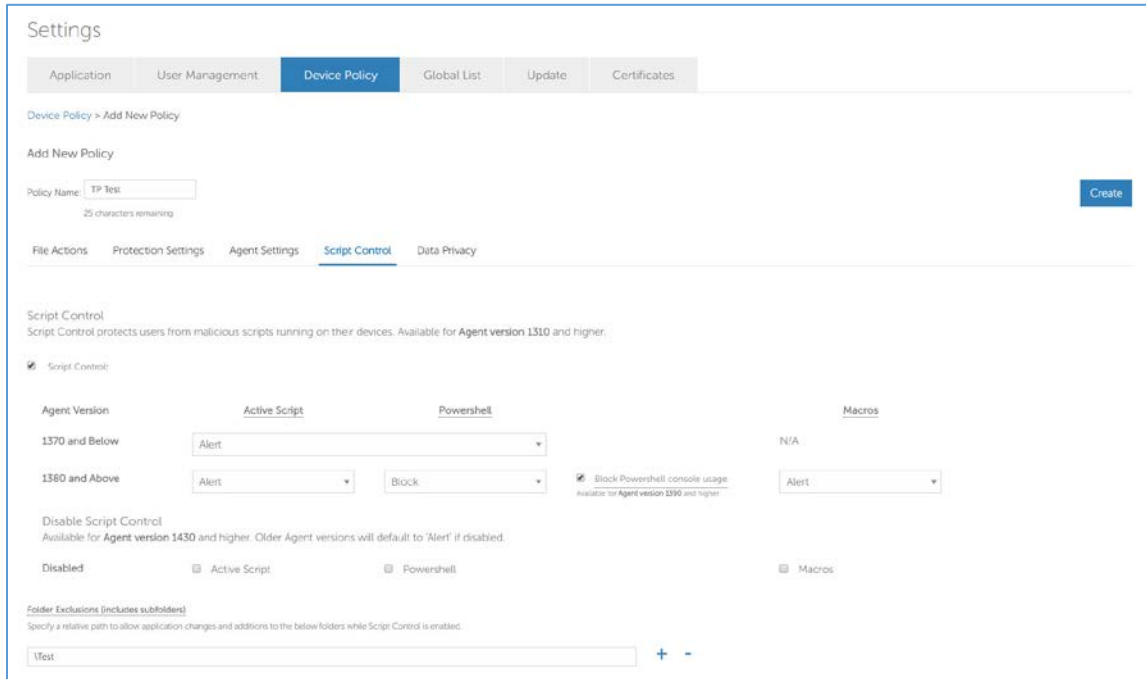 Settings
Application User Management Device Policy Global List Update Certificates
Device Policy > Add New Policy
Add New Policy
Policy Name: TP Test
25 characters remaining
Create
File Actions Protection Settings Agent Settings Script Control Data Privacy
Script Control
Script Control protects users from malicious scripts running on their devices. Available for Agent version 1310 and higher.
Script Control:
Agent Version Active Script Powershell Macros
1370 and Below Alert N/A
1380 and Above Alert Block Block Powershell console usage Alert
Available for Agent version 1390 and higher
Disable Script Control
Available for Agent version 1430 and higher. Older Agent versions will default to 'Alert' if disabled.
Disabled Active Script Powershell Macros
Folder Exclusions (includes subfolders)
Specify a relative path to allow application changes and additions to the below folders while Script Control is enabled.
\Test + -